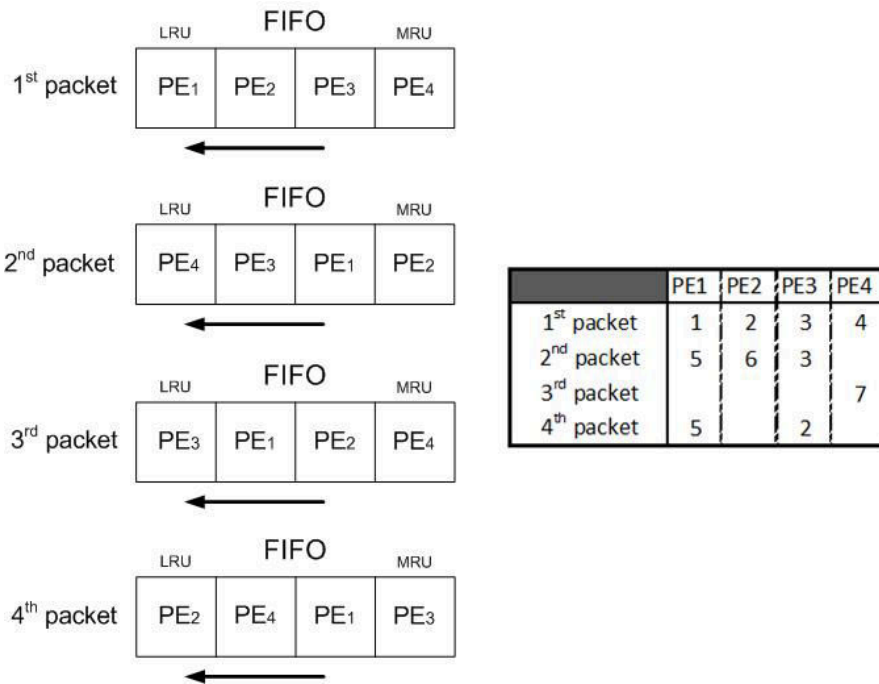 FIFO
LRU MRU
1st packet PE1 PE2 PE3 PE4
FIFO
LRU MRU
2nd packet PE4 PE3 PE1 PE2
FIFO
LRU MRU
3rd packet PE3 PE1 PE2 PE4
FIFO
LRU MRU
4th packet PE2 PE4 PE1 PE3
PE1 PE2 PE3 PE4
1st packet 1 2 3 4
2nd packet 5 6 3
3rd packet 7
4th packet 5 2